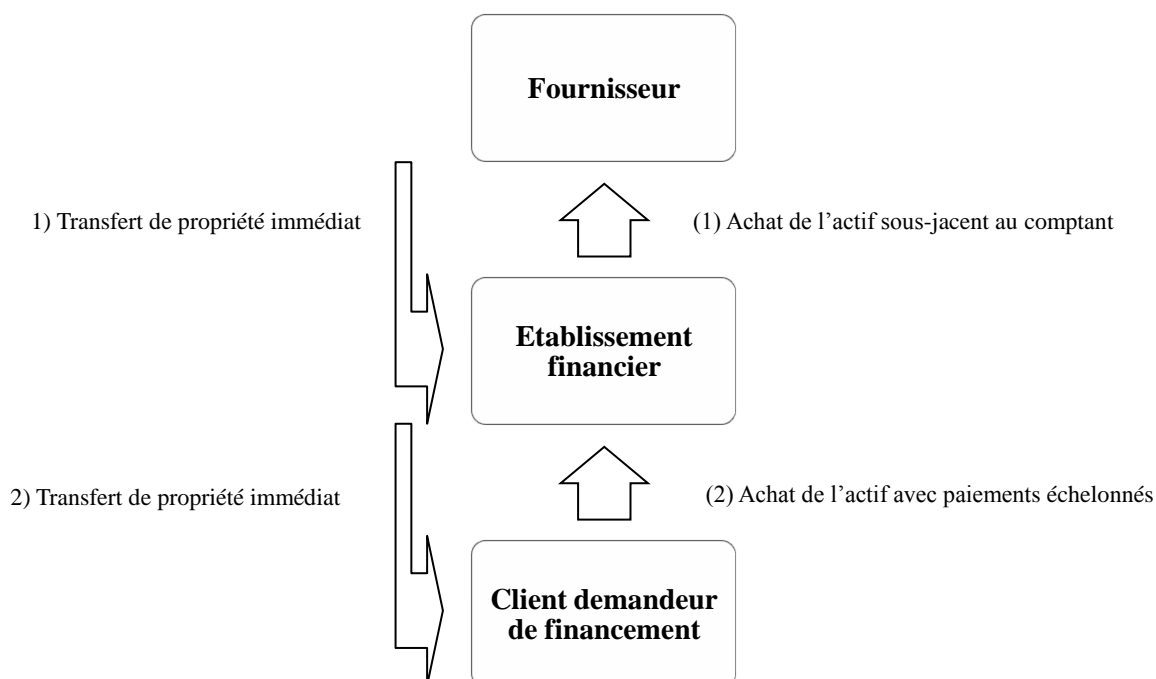 Fournisseur
1) Transfert de propriété immédiat
(1) Achat de l’actif sous-jacent au comptant
Etablissement
financier
2) Transfert de propriété immédiat
(2) Achat de l’actif avec paiements échelonnés
Client demandeur
de financement